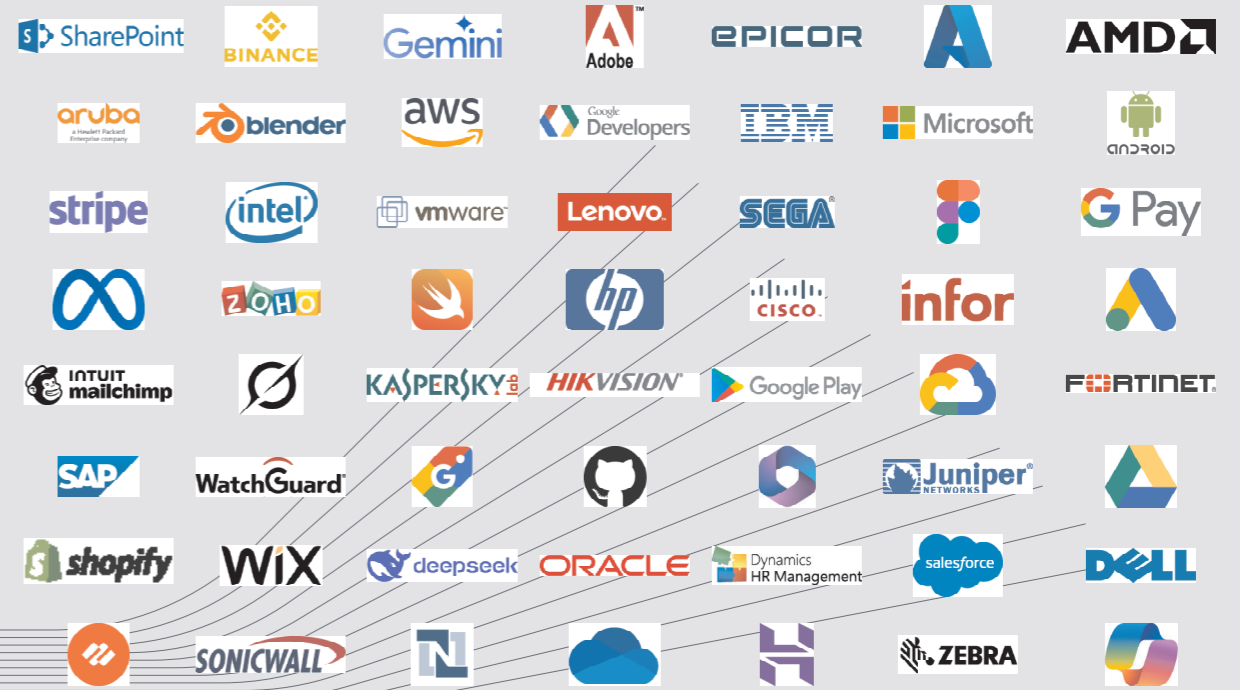 SharePoint
BINANCE
Gemini
Adobe
EPICOR
AMD
aruba
a Hewlett Packard
Enterprise company
blender
aws
Google
Developers
IBM
Microsoft
ANDROID
stripe
intel
vmware
Lenovo
SEGA
G Pay
ZOHO
hp
CISCO
infor
INTUIT
mailchimp
KASPERSKY lab
HIKVISION
Google Play
FORTINET
SAP
WatchGuard
G
Juniper
NETWORKS
shopify
WiX
deepseek
ORACLE
Dynamics
HR Management
salesforce
DELL
SONICWALL
N
ZEBRA